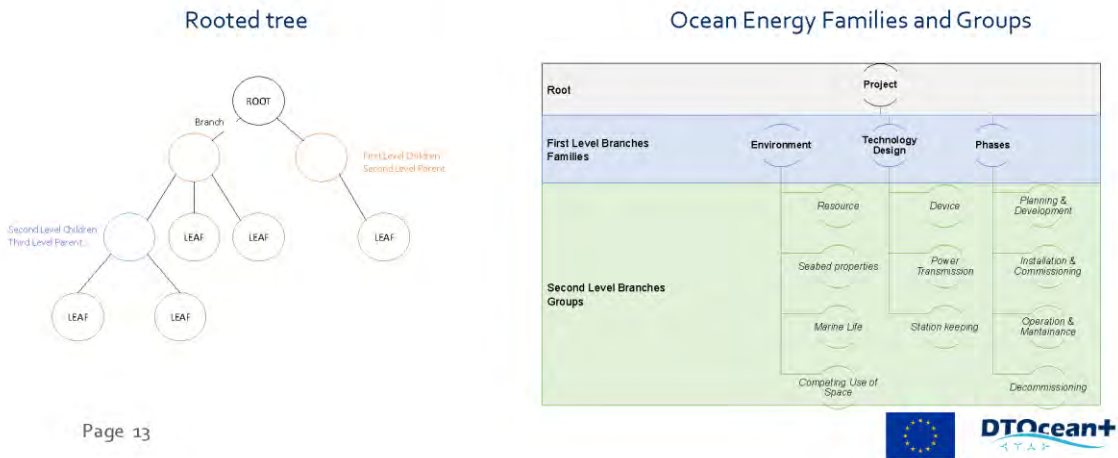 Rooted tree
ROOT
Branch
First Level Children
Second Level Parent
Second Level Children
Third Level Parent...
LEAF
LEAF
LEAF
LEAF
LEAF
Page 13
Ocean Energy Families and Groups
Root
Project
First Level Branches
Families
Environment
Technology
Design
Phases
Second Level Branches
Groups
Resource
Device
Planning &
Development
Seabed properties
Power
Transmission
Installation &
Commissioning
Marine Life
Station keeping
Operation &
Mantainance
Competing Use of
Space
Decommissioning
DTOcean+